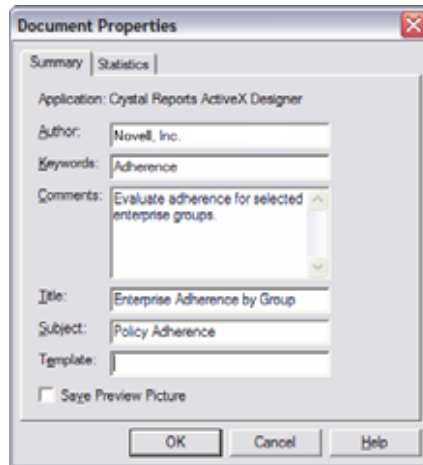 Document Properties
Summary Statistics
Application: Crystal Reports ActiveX Designer
Author: Novell, Inc.
Keywords: Adherence
Comments: Evaluate adherence for selected
enterprise groups.
Title: Enterprise Adherence by Group
Subject: Policy Adherence
Template:
Save Preview Picture
OK Cancel Help